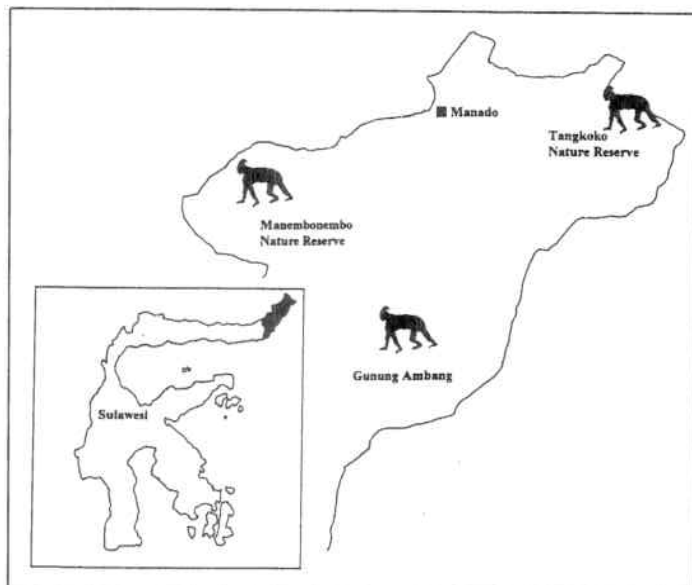 Manado
Tangkoko
Nature Reserve
Manembonembo
Nature Reserve
Gunung Ambang
Sulawesi